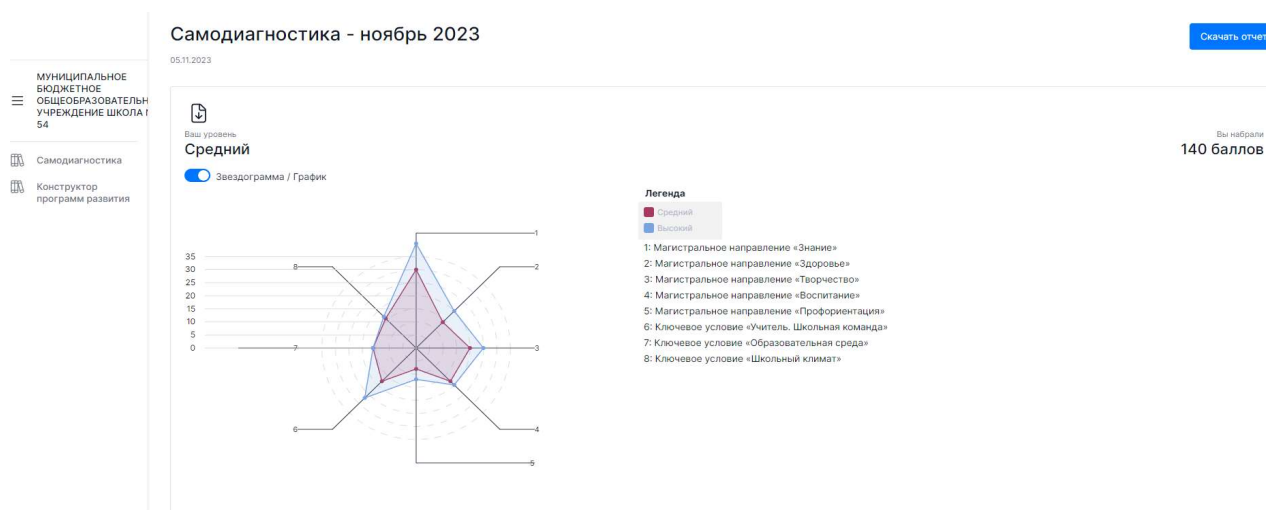 Самодиагностика - ноябрь 2023
Скачать отчет
05.11.2023
МУНИЦИПАЛЬНОЕ
БЮДЖЕТНОЕ
ОБЩЕОБРАЗОВАТЕЛЬН
УЧРЕЖДЕНИЕ ШКОЛА
54
Самодиагностика
Конструктор
программ развития
Ваш уровень
Средний
Вы набрали
140 баллов
Звездограмма / График
Легенда
Средний
Высокий
1: Магистральное направление «Знание»
2: Магистральное направление «Здоровье»
3: Магистральное направление «Творчество»
4: Магистральное направление «Воспитание»
5: Магистральное направление «Профориентация»
6: Ключевое условие «Учитель. Школьная команда»
7: Ключевое условие «Образовательная среда»
8: Ключевое условие «Школьный климат»
35
30
25
20
15
10
5
0
1
2
3
4
5
6
7
8